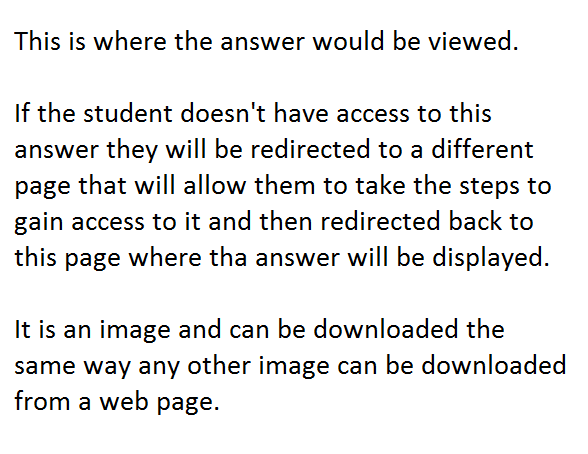 This is where the answer would be viewed.
If the student doesn't have access to this
answer they will be redirected to a different
page that will allow them to take the steps to
gain access to it and then redirected back to
this page where tha answer will be displayed.
It is an image and can be downloaded the
same way any other image can be downloaded
from a web page.